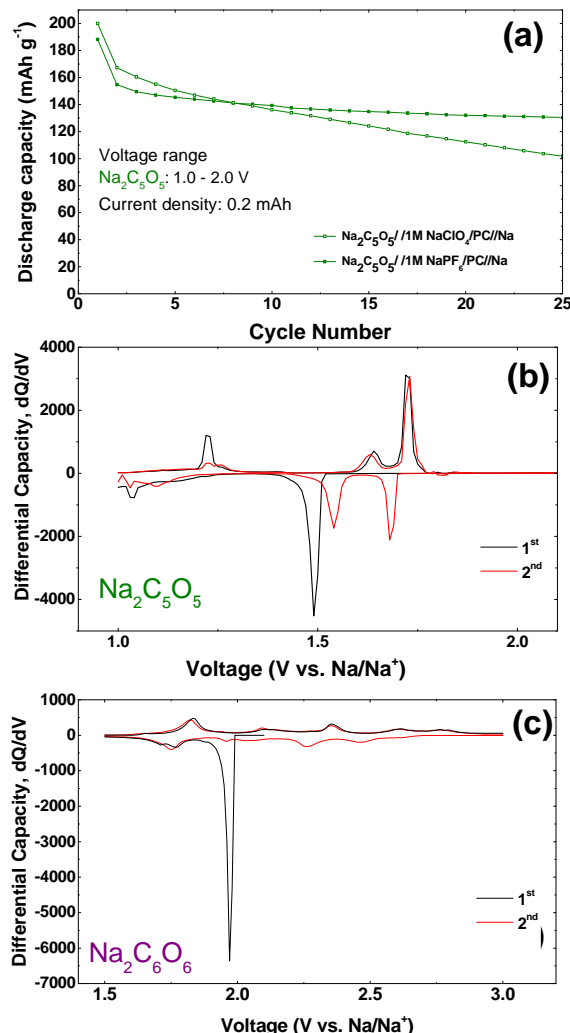 (a)
200
180
160
140
120
100
80
60
40
20
0
Discharge capacity (mAh g⁻¹)
Voltage range
Na₂C₅O₅: 1.0 - 2.0 V
Current density: 0.2 mAh
Na₂C₅O₅/ /1M NaClO₄/PC//Na
Na₂C₅O₅/ /1M NaPF₆/PC//Na
0 5 10 15 20 25
Cycle Number
(b)
4000
2000
0
-2000
-4000
Differential Capacity, dQ/dV
1ˢᵗ
2ⁿᵈ
Na₂C₅O₅
1.0 1.5 2.0
Voltage (V vs. Na/Na⁺)
(c)
1000
0
-1000
-2000
-3000
-4000
-5000
-6000
-7000
Differential Capacity, dQ/dV
1ˢᵗ
2ⁿᵈ
)
Na₂C₆O₆
1.5 2.0 2.5 3.0
Voltage (V vs. Na/Na⁺)